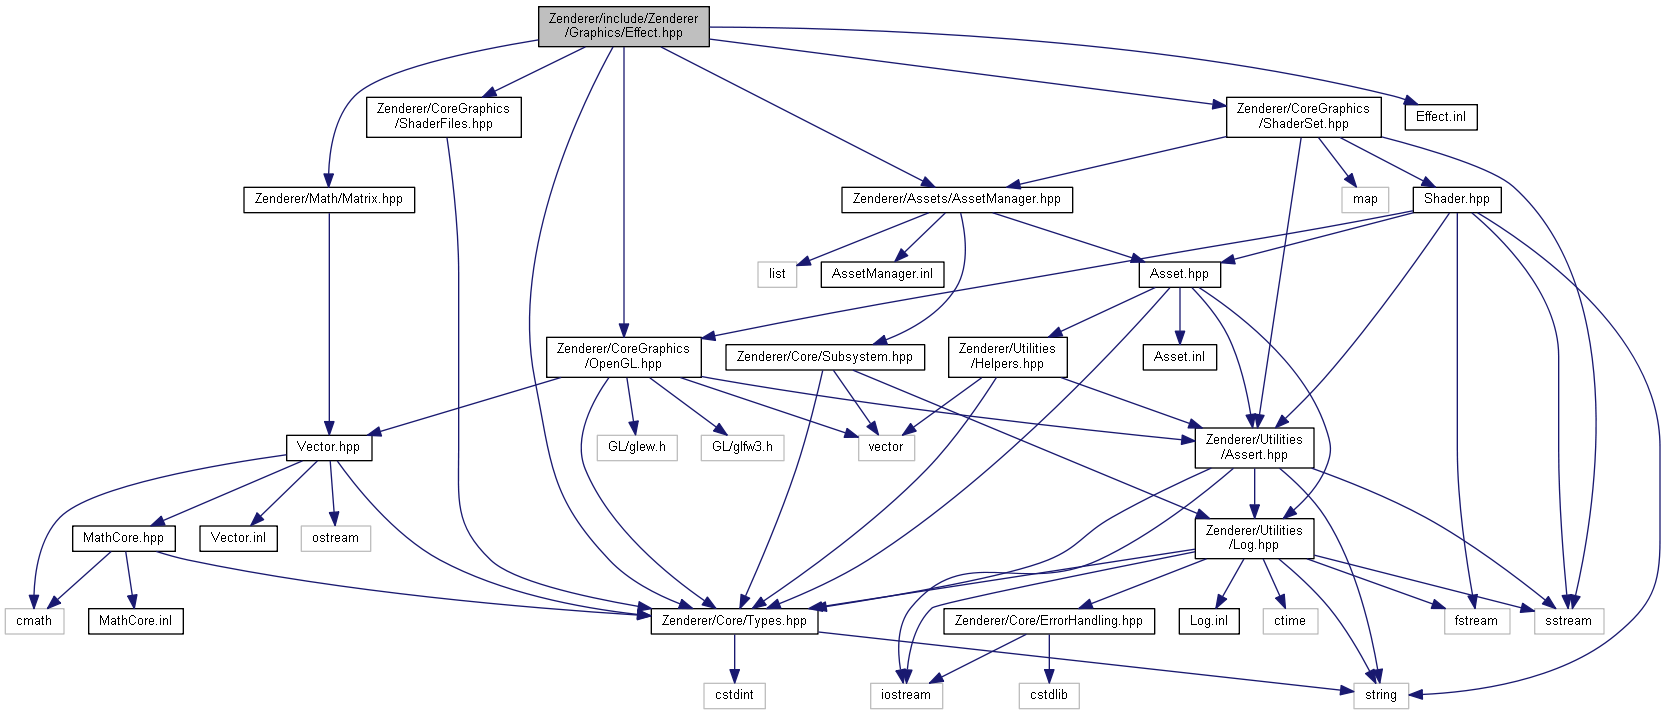 Zenderer/include/Zenderer
/Graphics/Effect.hpp
Zenderer/CoreGraphics
/ShaderFiles.hpp
Zenderer/CoreGraphics
/ShaderSet.hpp
Effect.inl
Zenderer/Math/Matrix.hpp
Zenderer/Assets/AssetManager.hpp
map
Shader.hpp
list
AssetManager.inl
Asset.hpp
Zenderer/CoreGraphics
/OpenGL.hpp
Zenderer/Core/Subsystem.hpp
Zenderer/Utilities
/Helpers.hpp
Asset.inl
Vector.hpp
GL/glew.h
GL/glfw3.h
vector
Zenderer/Utilities
/Assert.hpp
MathCore.hpp
Vector.inl
ostream
Zenderer/Utilities
/Log.hpp
cmath
MathCore.inl
Zenderer/Core/Types.hpp
Zenderer/Core/ErrorHandling.hpp
Log.inl
ctime
fstream
sstream
cstdint
iostream
cstdlib
string